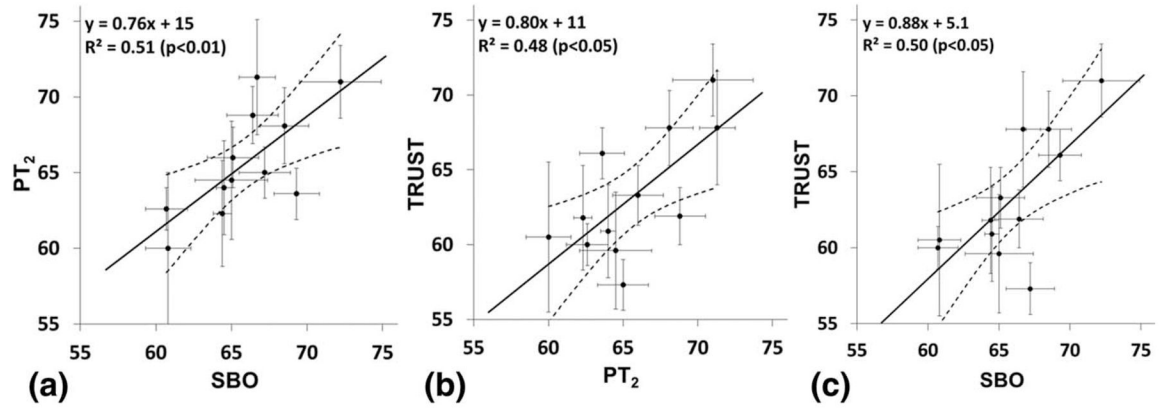 y = 0.76x + 15
R² = 0.51 (p<0.01)
75
70
65
60
55
PT₂
55 60 65 70 75
SBO
(a)
y = 0.80x + 11
R² = 0.48 (p<0.05)
75
70
65
60
55
TRUST
55 60 65 70 75
PT₂
(b)
y = 0.88x + 5.1
R² = 0.50 (p<0.05)
75
70
65
60
55
TRUST
55 60 65 70 75
SBO
(c)